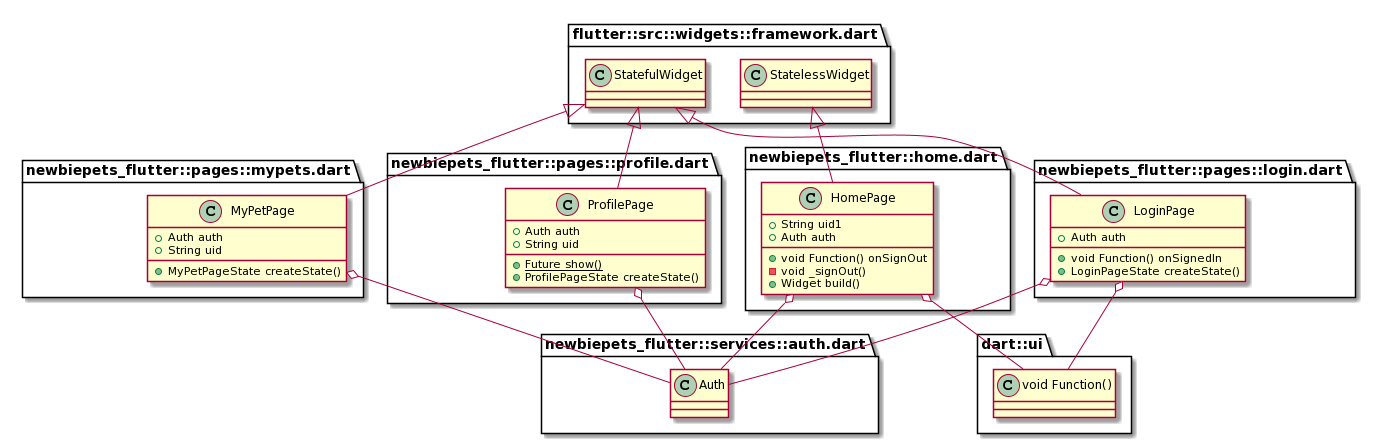 flutter::src::widgets::framework.dart
C StatefulWidget
C StatelessWidget
newbiepets_flutter::pages::mypets.dart
C MyPetPage
Auth auth
String uid
MyPetPageState createState()
newbiepets_flutter::pages::profile.dart
C ProfilePage
Auth auth
String uid
Future show()
ProfilePageState createState()
newbiepets_flutter::home.dart
C HomePage
String uid1
Auth auth
void Function() onSignOut
void _signOut()
Widget build()
newbiepets_flutter::pages::login.dart
C LoginPage
Auth auth
void Function() onSignedIn
LoginPageState createState()
newbiepets_flutter::services::auth.dart
C Auth
dart::ui
C void Function()